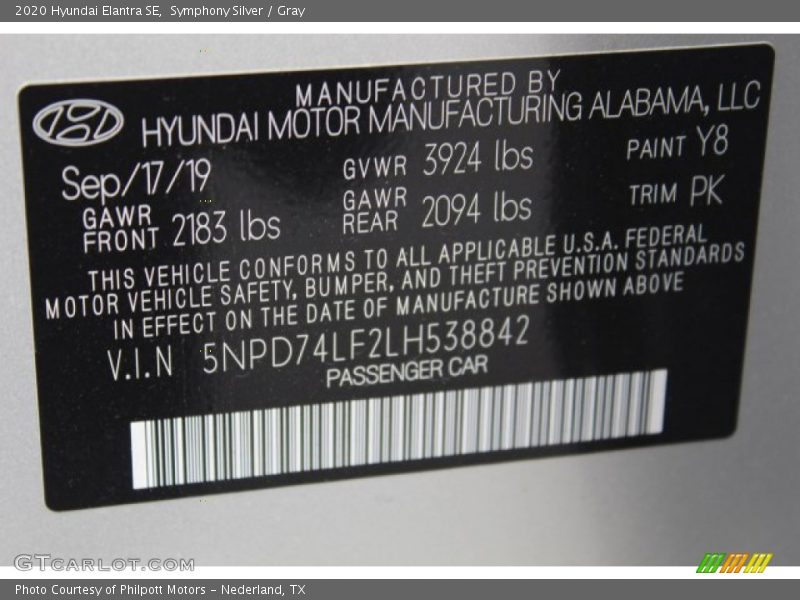 2020 Hyundai Elantra SE, Symphony Silver / Gray
MANUFACTURED BY
HYUNDAI MOTOR MANUFACTURING ALABAMA, LLC
Sep/17/19 GVWR 3924 lbs PAINT Y8
GAWR FRONT 2183 lbs GAWR REAR 2094 lbs TRIM PK
THIS VEHICLE CONFORMS TO ALL APPLICABLE U.S.A. FEDERAL
MOTOR VEHICLE SAFETY, BUMPER, AND THEFT PREVENTION STANDARDS
IN EFFECT ON THE DATE OF MANUFACTURE SHOWN ABOVE
V.I.N 5NPD74LF2LH538842
PASSENGER CAR
GTCARLOT.COM
Photo Courtesy of Philpott Motors - Nederland, TX